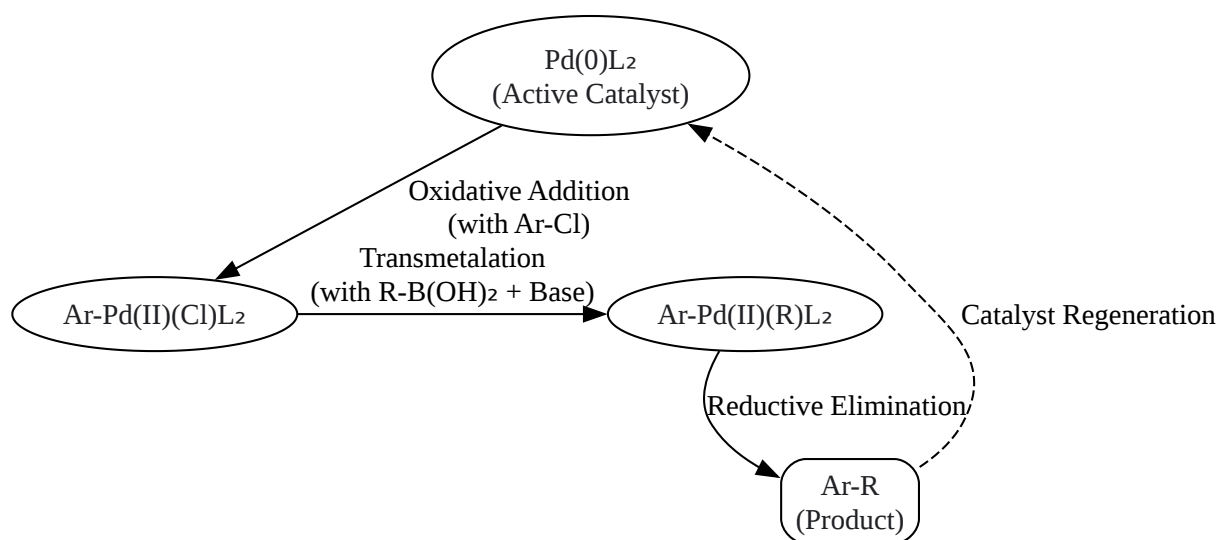 Pd(0)L₂
(Active Catalyst)
Oxidative Addition
(with Ar-Cl)
Transmetalation
(with R-B(OH)₂ + Base)
Ar-Pd(II)(Cl)L₂
Ar-Pd(II)(R)L₂
Catalyst Regeneration
Reductive Elimination
Ar-R
(Product)